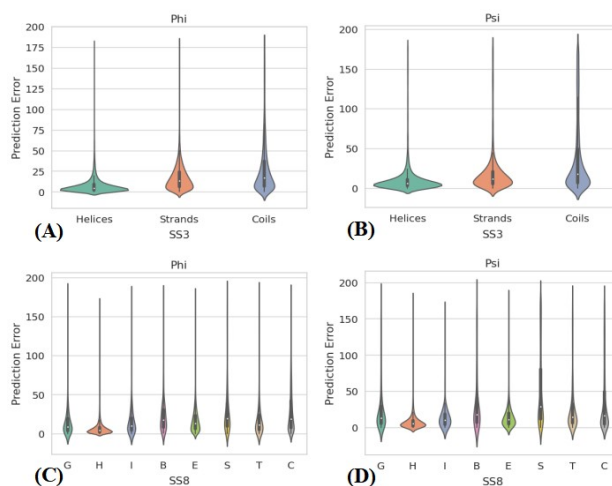 Phi
Prediction Error
200
175
150
125
100
75
50
25
0
Helices Strands Coils
SS3
(A)
Psi
Prediction Error
200
150
100
50
0
Helices Strands Coils
SS3
(B)
Phi
Prediction Error
200
150
100
50
0
G H I B E S T C
SS8
(C)
Psi
Prediction Error
200
150
100
50
0
G H I B E S T C
SS8
(D)